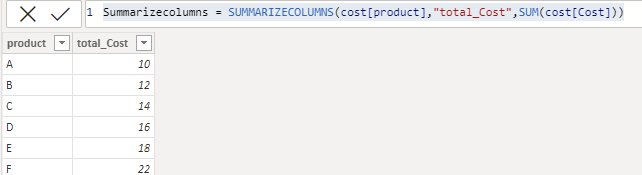 1 Summarizecolumns = SUMMARIZECOLUMNS(cost[product],"total_Cost",SUM(cost[Cost]))
product total_Cost
A 10
B 12
C 14
D 16
E 18
F 22